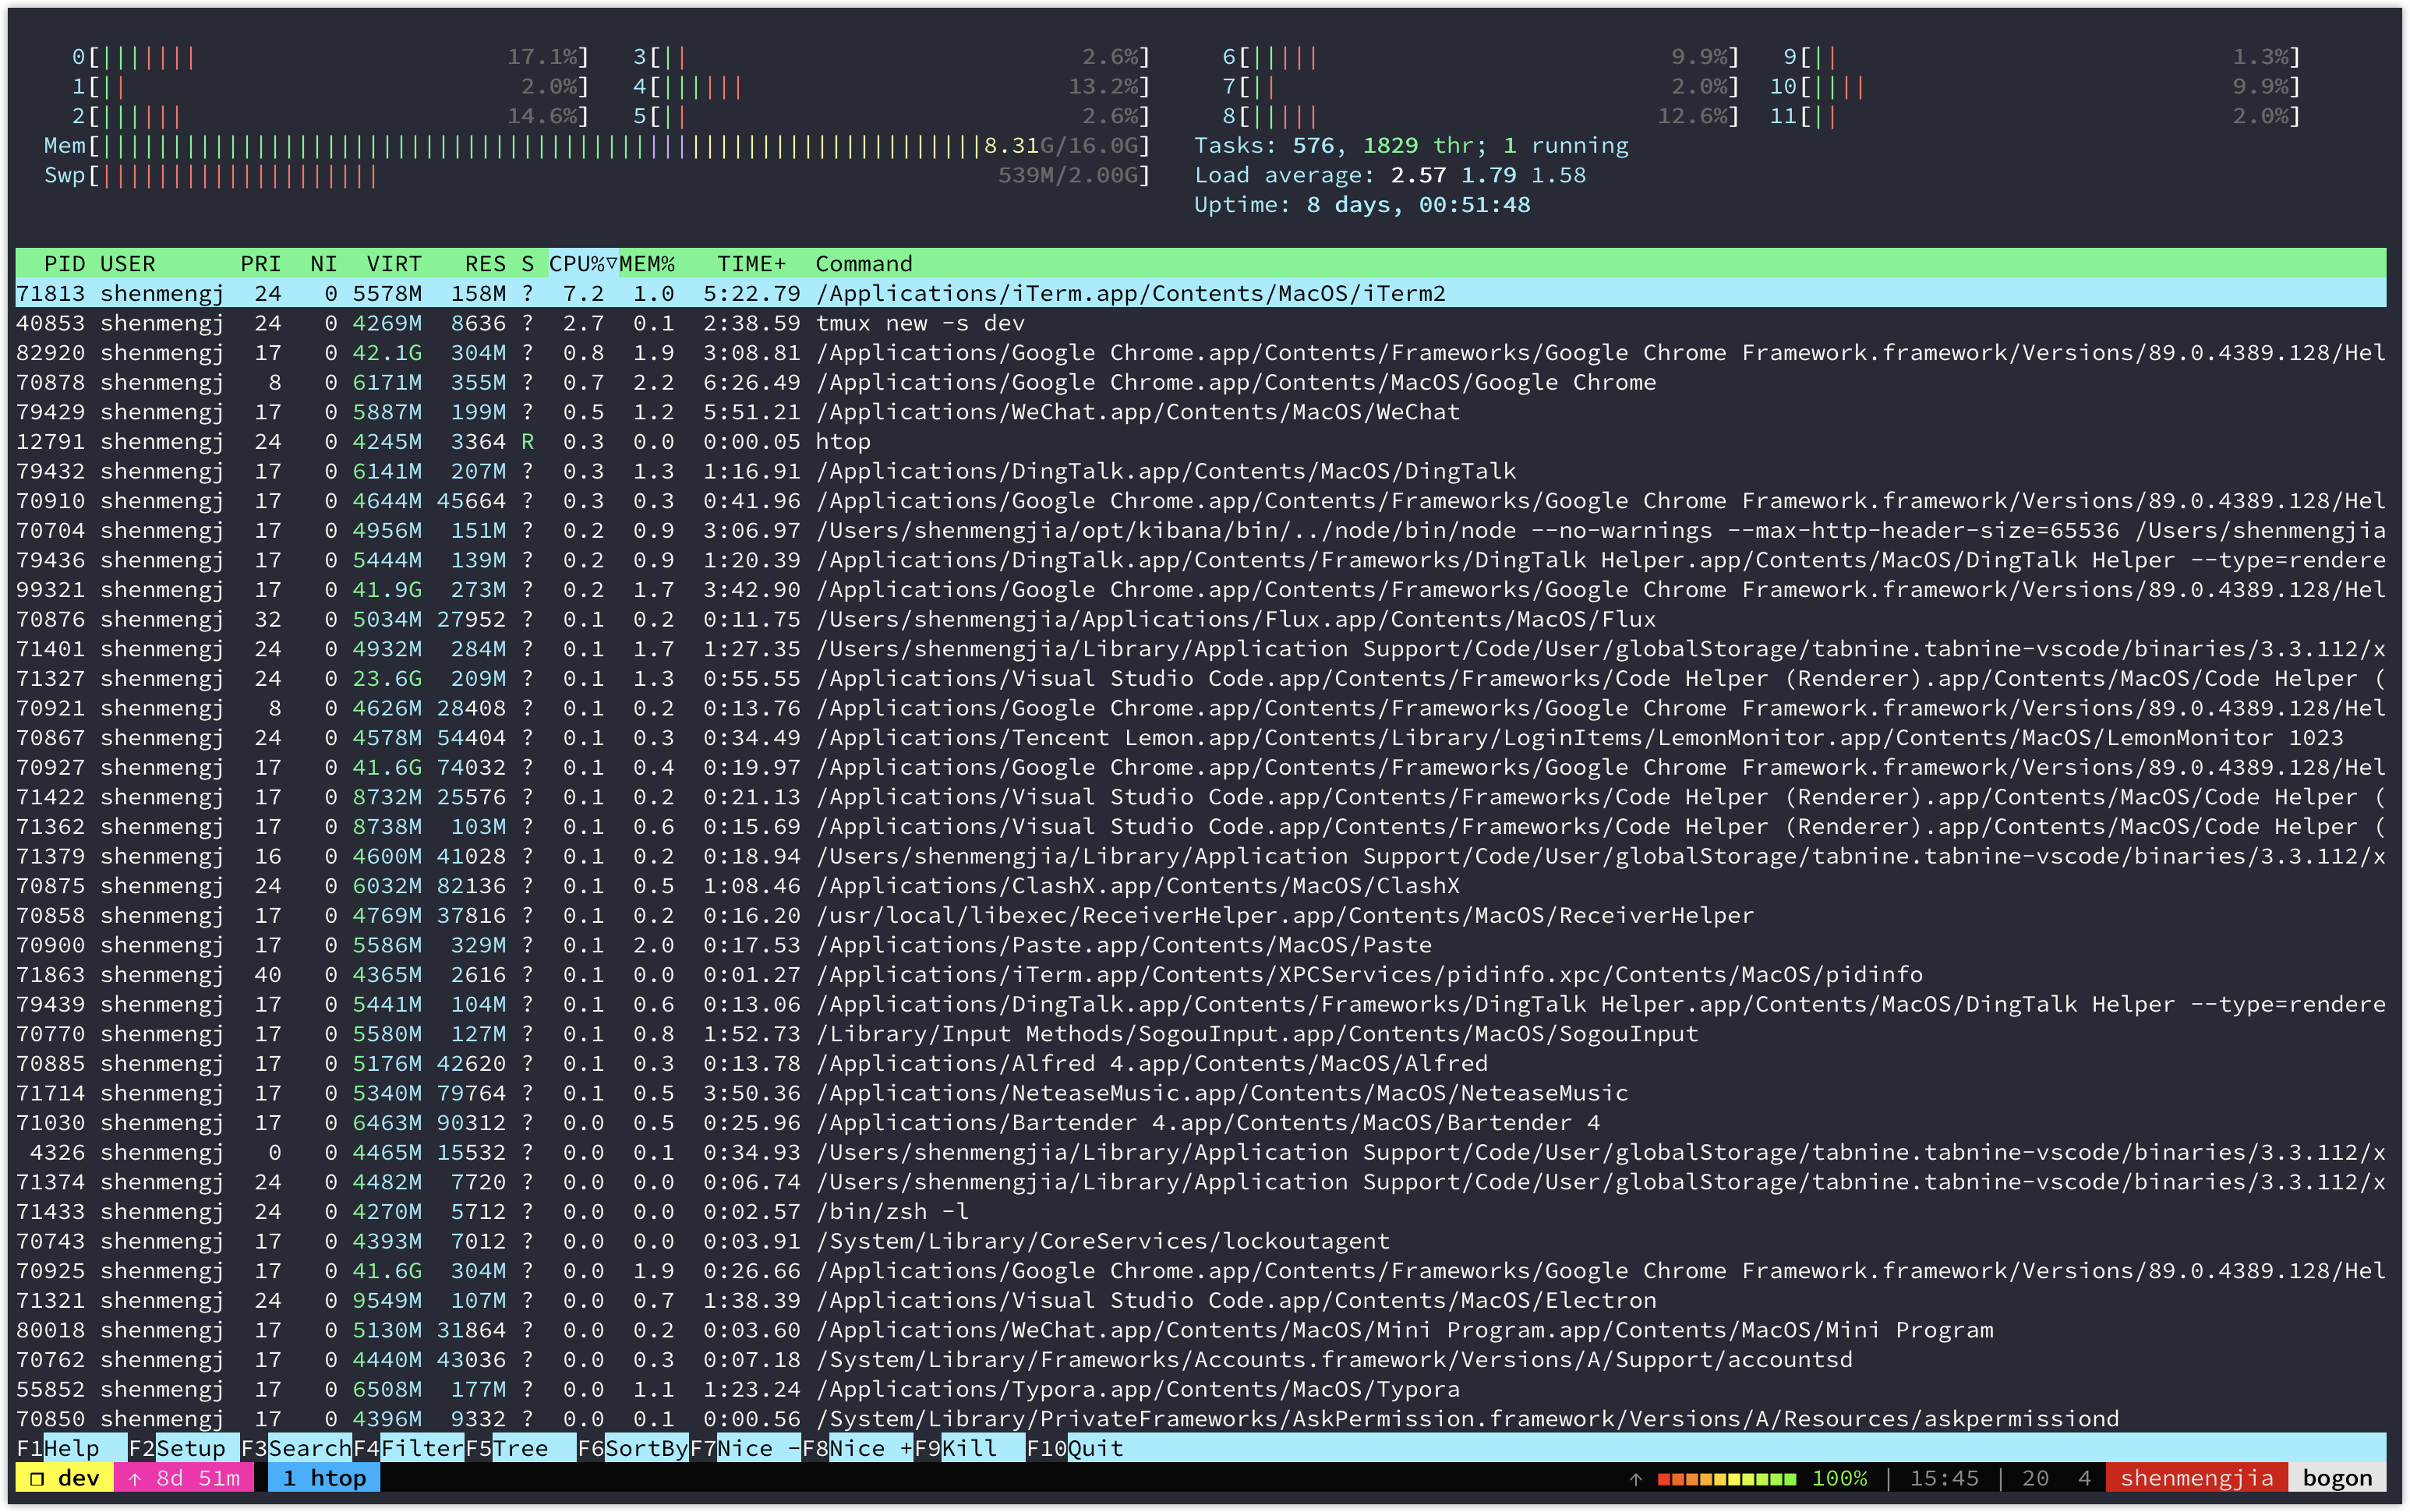 0[|||||||                      17.1%]   3[||                             2.6%]     6[|||||                          9.9%]   9[||                             1.3%]
1[||                            2.0%]   4[||||||                        13.2%]     7[||                             2.0%]  10[||||                           9.9%]
2[||||||                       14.6%]   5[||                             2.6%]     8[|||||                         12.6%]  11[||                             2.0%]
Mem[|||||||||||||||||||||||||||||||||||||||||||||||||||||||||||||||8.31G/16.0G]   Tasks: 576, 1829 thr; 1 running
Swp[||||||||||||||||||||                                            539M/2.00G]   Load average: 2.57 1.79 1.58
Uptime: 8 days, 00:51:48
PID USER      PRI  NI  VIRT   RES S CPU%▽MEM%   TIME+  Command
71813 shenmengj  24   0 5578M  158M ?  7.2  1.0  5:22.79 /Applications/iTerm.app/Contents/MacOS/iTerm2
40853 shenmengj  24   0 4269M  8636 ?  2.7  0.1  2:38.59 tmux new -s dev
82920 shenmengj  17   0 42.1G  304M ?  0.8  1.9  3:08.81 /Applications/Google Chrome.app/Contents/Frameworks/Google Chrome Framework.framework/Versions/89.0.4389.128/Hel
70878 shenmengj   8   0 6171M  355M ?  0.7  2.2  6:26.49 /Applications/Google Chrome.app/Contents/MacOS/Google Chrome
79429 shenmengj  17   0 5887M  199M ?  0.5  1.2  5:51.21 /Applications/WeChat.app/Contents/MacOS/WeChat
12791 shenmengj  24   0 4245M  3364 R  0.3  0.0  0:00.05 htop
79432 shenmengj  17   0 6141M  207M ?  0.3  1.3  1:16.91 /Applications/DingTalk.app/Contents/MacOS/DingTalk
70910 shenmengj  17   0 4644M 45664 ?  0.3  0.3  0:41.96 /Applications/Google Chrome.app/Contents/Frameworks/Google Chrome Framework.framework/Versions/89.0.4389.128/Hel
70704 shenmengj  17   0 4956M  151M ?  0.2  0.9  3:06.97 /Users/shenmengjia/opt/kibana/bin/../node/bin/node --no-warnings --max-http-header-size=65536 /Users/shenmengjia
79436 shenmengj  17   0 5444M  139M ?  0.2  0.9  1:20.39 /Applications/DingTalk.app/Contents/Frameworks/DingTalk Helper.app/Contents/MacOS/DingTalk Helper --type=rendere
99321 shenmengj  17   0 41.9G  273M ?  0.2  1.7  3:42.90 /Applications/Google Chrome.app/Contents/Frameworks/Google Chrome Framework.framework/Versions/89.0.4389.128/Hel
70876 shenmengj  32   0 5034M 27952 ?  0.1  0.2  0:11.75 /Users/shenmengjia/Applications/Flux.app/Contents/MacOS/Flux
71401 shenmengj  24   0 4932M  284M ?  0.1  1.7  1:27.35 /Users/shenmengjia/Library/Application Support/Code/User/globalStorage/tabnine.tabnine-vscode/binaries/3.3.112/x
71327 shenmengj  24   0 23.6G  209M ?  0.1  1.3  0:55.55 /Applications/Visual Studio Code.app/Contents/Frameworks/Code Helper (Renderer).app/Contents/MacOS/Code Helper (
70921 shenmengj   8   0 4626M 28408 ?  0.1  0.2  0:13.76 /Applications/Google Chrome.app/Contents/Frameworks/Google Chrome Framework.framework/Versions/89.0.4389.128/Hel
70867 shenmengj  24   0 4578M 54404 ?  0.1  0.3  0:34.49 /Applications/Tencent Lemon.app/Contents/Library/LoginItems/LemonMonitor.app/Contents/MacOS/LemonMonitor 1023
70927 shenmengj  17   0 41.6G 74032 ?  0.1  0.4  0:19.97 /Applications/Google Chrome.app/Contents/Frameworks/Google Chrome Framework.framework/Versions/89.0.4389.128/Hel
71422 shenmengj  17   0 8732M 25576 ?  0.1  0.2  0:21.13 /Applications/Visual Studio Code.app/Contents/Frameworks/Code Helper (Renderer).app/Contents/MacOS/Code Helper (
71362 shenmengj  17   0 8738M  103M ?  0.1  0.6  0:15.69 /Applications/Visual Studio Code.app/Contents/Frameworks/Code Helper (Renderer).app/Contents/MacOS/Code Helper (
71379 shenmengj  16   0 4600M 41028 ?  0.1  0.2  0:18.94 /Users/shenmengjia/Library/Application Support/Code/User/globalStorage/tabnine.tabnine-vscode/binaries/3.3.112/x
70875 shenmengj  24   0 6032M 82136 ?  0.1  0.5  1:08.46 /Applications/ClashX.app/Contents/MacOS/ClashX
70858 shenmengj  17   0 4769M 37816 ?  0.1  0.2  0:16.20 /usr/local/libexec/ReceiverHelper.app/Contents/MacOS/ReceiverHelper
70900 shenmengj  17   0 5586M  329M ?  0.1  2.0  0:17.53 /Applications/Paste.app/Contents/MacOS/Paste
71863 shenmengj  40   0 4365M  2616 ?  0.1  0.0  0:01.27 /Applications/iTerm.app/Contents/XPCServices/pidinfo.xpc/Contents/MacOS/pidinfo
79439 shenmengj  17   0 5441M  104M ?  0.1  0.6  0:13.06 /Applications/DingTalk.app/Contents/Frameworks/DingTalk Helper.app/Contents/MacOS/DingTalk Helper --type=rendere
70770 shenmengj  17   0 5580M  127M ?  0.1  0.8  1:52.73 /Library/Input Methods/SogouInput.app/Contents/MacOS/SogouInput
70885 shenmengj  17   0 5176M 42620 ?  0.1  0.3  0:13.78 /Applications/Alfred 4.app/Contents/MacOS/Alfred
71714 shenmengj  17   0 5340M 79764 ?  0.1  0.5  3:50.36 /Applications/NeteaseMusic.app/Contents/MacOS/NeteaseMusic
71030 shenmengj  17   0 6463M 90312 ?  0.0  0.5  0:25.96 /Applications/Bartender 4.app/Contents/MacOS/Bartender 4
4326 shenmengj   0   0 4465M 15532 ?  0.0  0.1  0:34.93 /Users/shenmengjia/Library/Application Support/Code/User/globalStorage/tabnine.tabnine-vscode/binaries/3.3.112/x
71374 shenmengj  24   0 4482M  7720 ?  0.0  0.0  0:06.74 /Users/shenmengjia/Library/Application Support/Code/User/globalStorage/tabnine.tabnine-vscode/binaries/3.3.112/x
71433 shenmengj  24   0 4270M  5712 ?  0.0  0.0  0:02.57 /bin/zsh -l
70743 shenmengj  17   0 4393M  7012 ?  0.0  0.0  0:03.91 /System/Library/CoreServices/lockoutagent
70925 shenmengj  17   0 41.6G  304M ?  0.0  1.9  0:26.66 /Applications/Google Chrome.app/Contents/Frameworks/Google Chrome Framework.framework/Versions/89.0.4389.128/Hel
71321 shenmengj  24   0 9549M  107M ?  0.0  0.7  1:38.39 /Applications/Visual Studio Code.app/Contents/MacOS/Electron
80018 shenmengj  17   0 5130M 31864 ?  0.0  0.2  0:03.60 /Applications/WeChat.app/Contents/MacOS/Mini Program.app/Contents/MacOS/Mini Program
70762 shenmengj  17   0 4440M 43036 ?  0.0  0.3  0:07.18 /System/Library/Frameworks/Accounts.framework/Versions/A/Support/accountsd
55852 shenmengj  17   0 6508M  177M ?  0.0  1.1  1:23.24 /Applications/Typora.app/Contents/MacOS/Typora
70850 shenmengj  17   0 4396M  9332 ?  0.0  0.1  0:00.56 /System/Library/PrivateFrameworks/AskPermission.framework/Versions/A/Resources/askpermissiond
F1Help  F2Setup F3SearchF4FilterF5Tree  F6SortByF7Nice -F8Nice +F9Kill  F10Quit
❐ dev ↑ 8d 51m 1 htop ↑ 100% | 15:45 | 20 4 shenmengjia bogon